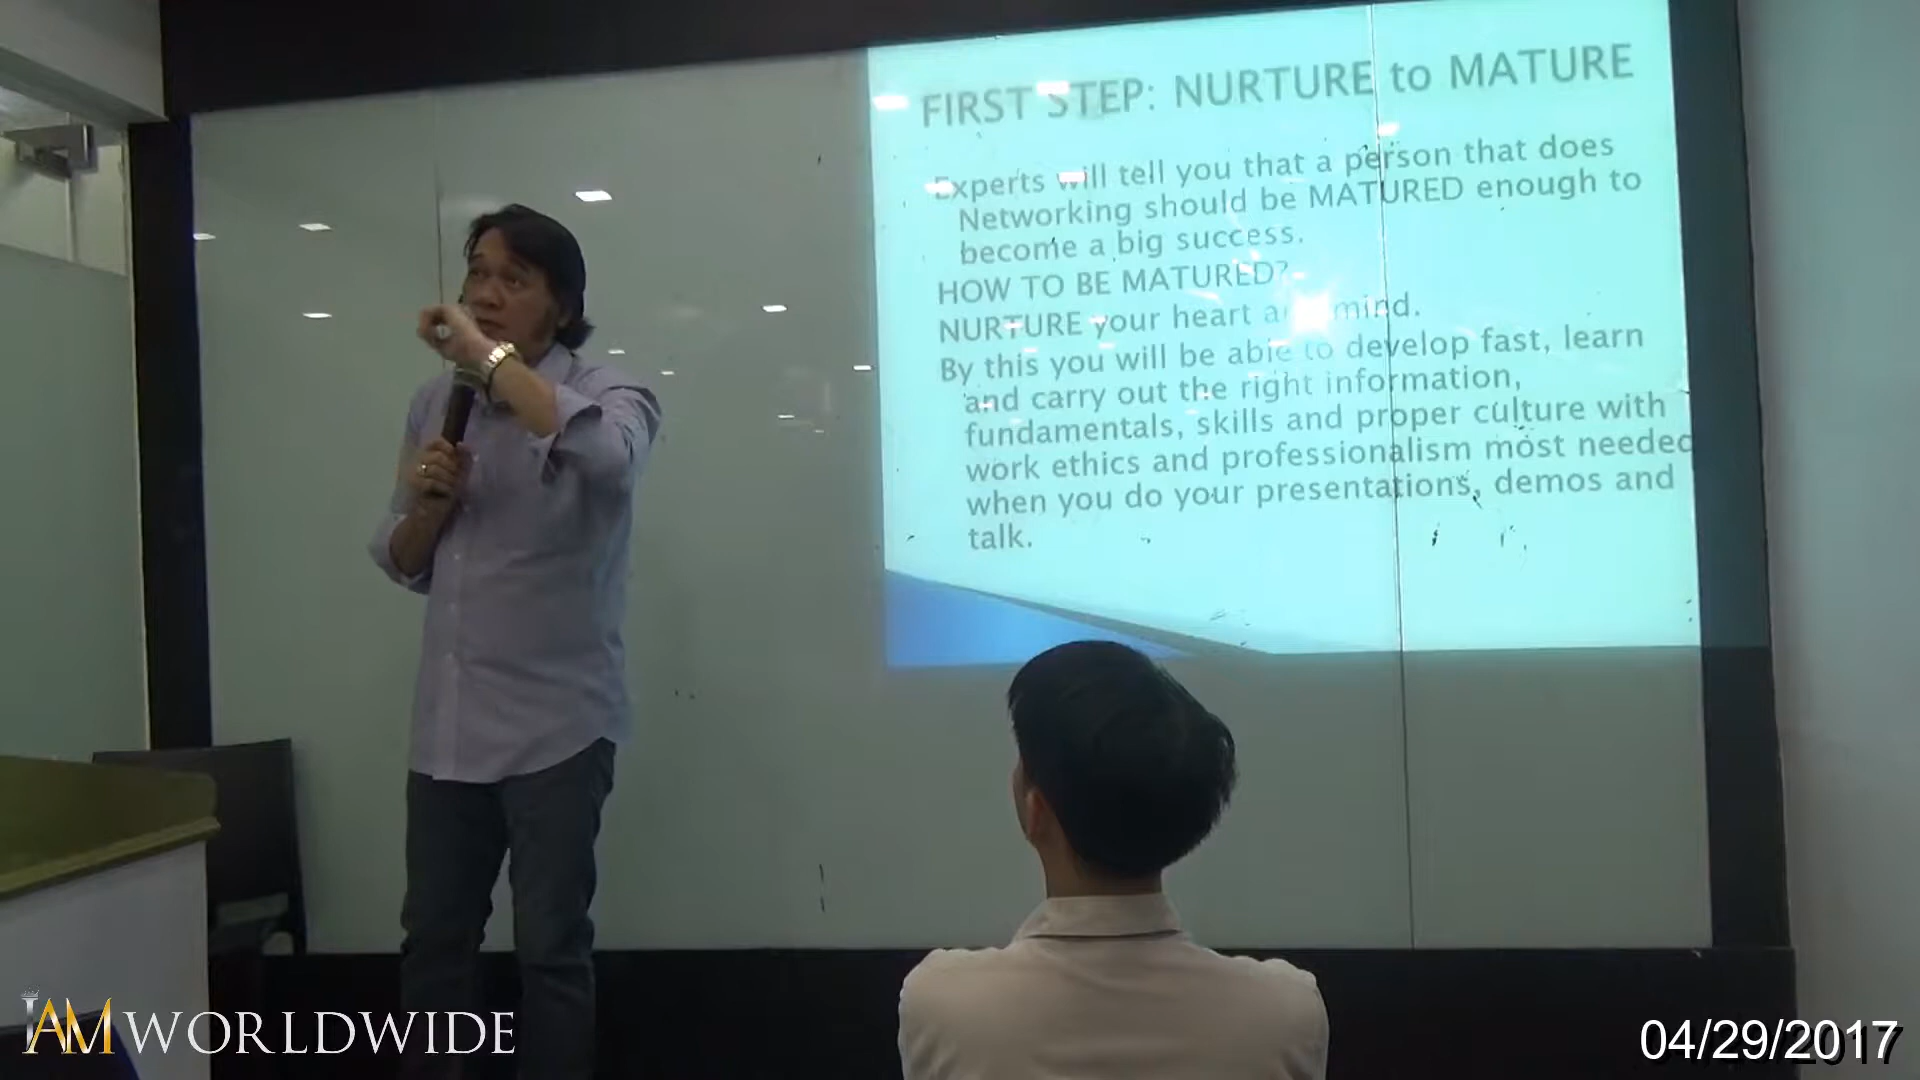 FIRST STEP: NURTURE to MATURE
Experts will tell you that a person that does
Networking should be MATURED enough to
become a big success.
HOW TO BE MATURED?
NURTURE your heart a mind.
By this you will be able to develop fast, learn
and carry out the right information,
fundamentals, skills and proper culture with
work ethics and professionalism most needed
when you do your presentations, demos and
talk.
IAM WORLDWIDE
04/29/2017